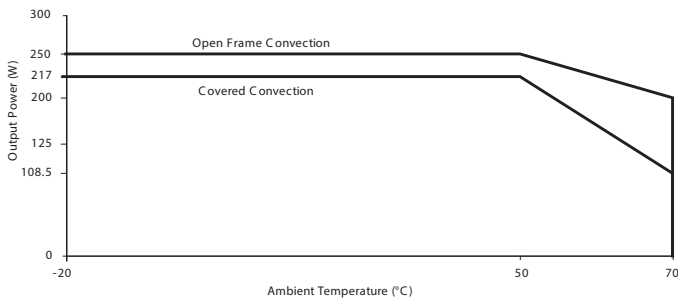 300
Open Frame Convection
250
217
Covered Convection
200
Output Power (W)
125
108.5
0
-20
50
70
Ambient Temperature (°C)